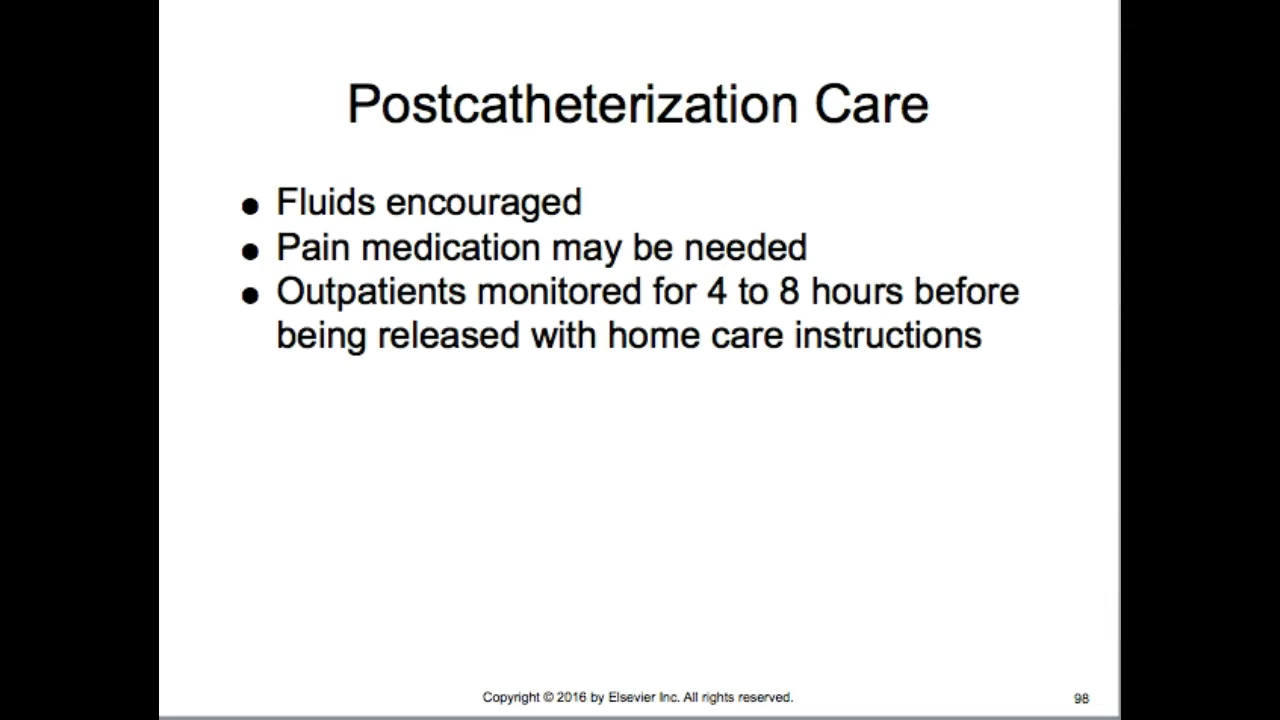 Postcatheterization Care
● Fluids encouraged
● Pain medication may be needed
● Outpatients monitored for 4 to 8 hours before
being released with home care instructions
Copyright © 2016 by Elsevier Inc. All rights reserved.
98